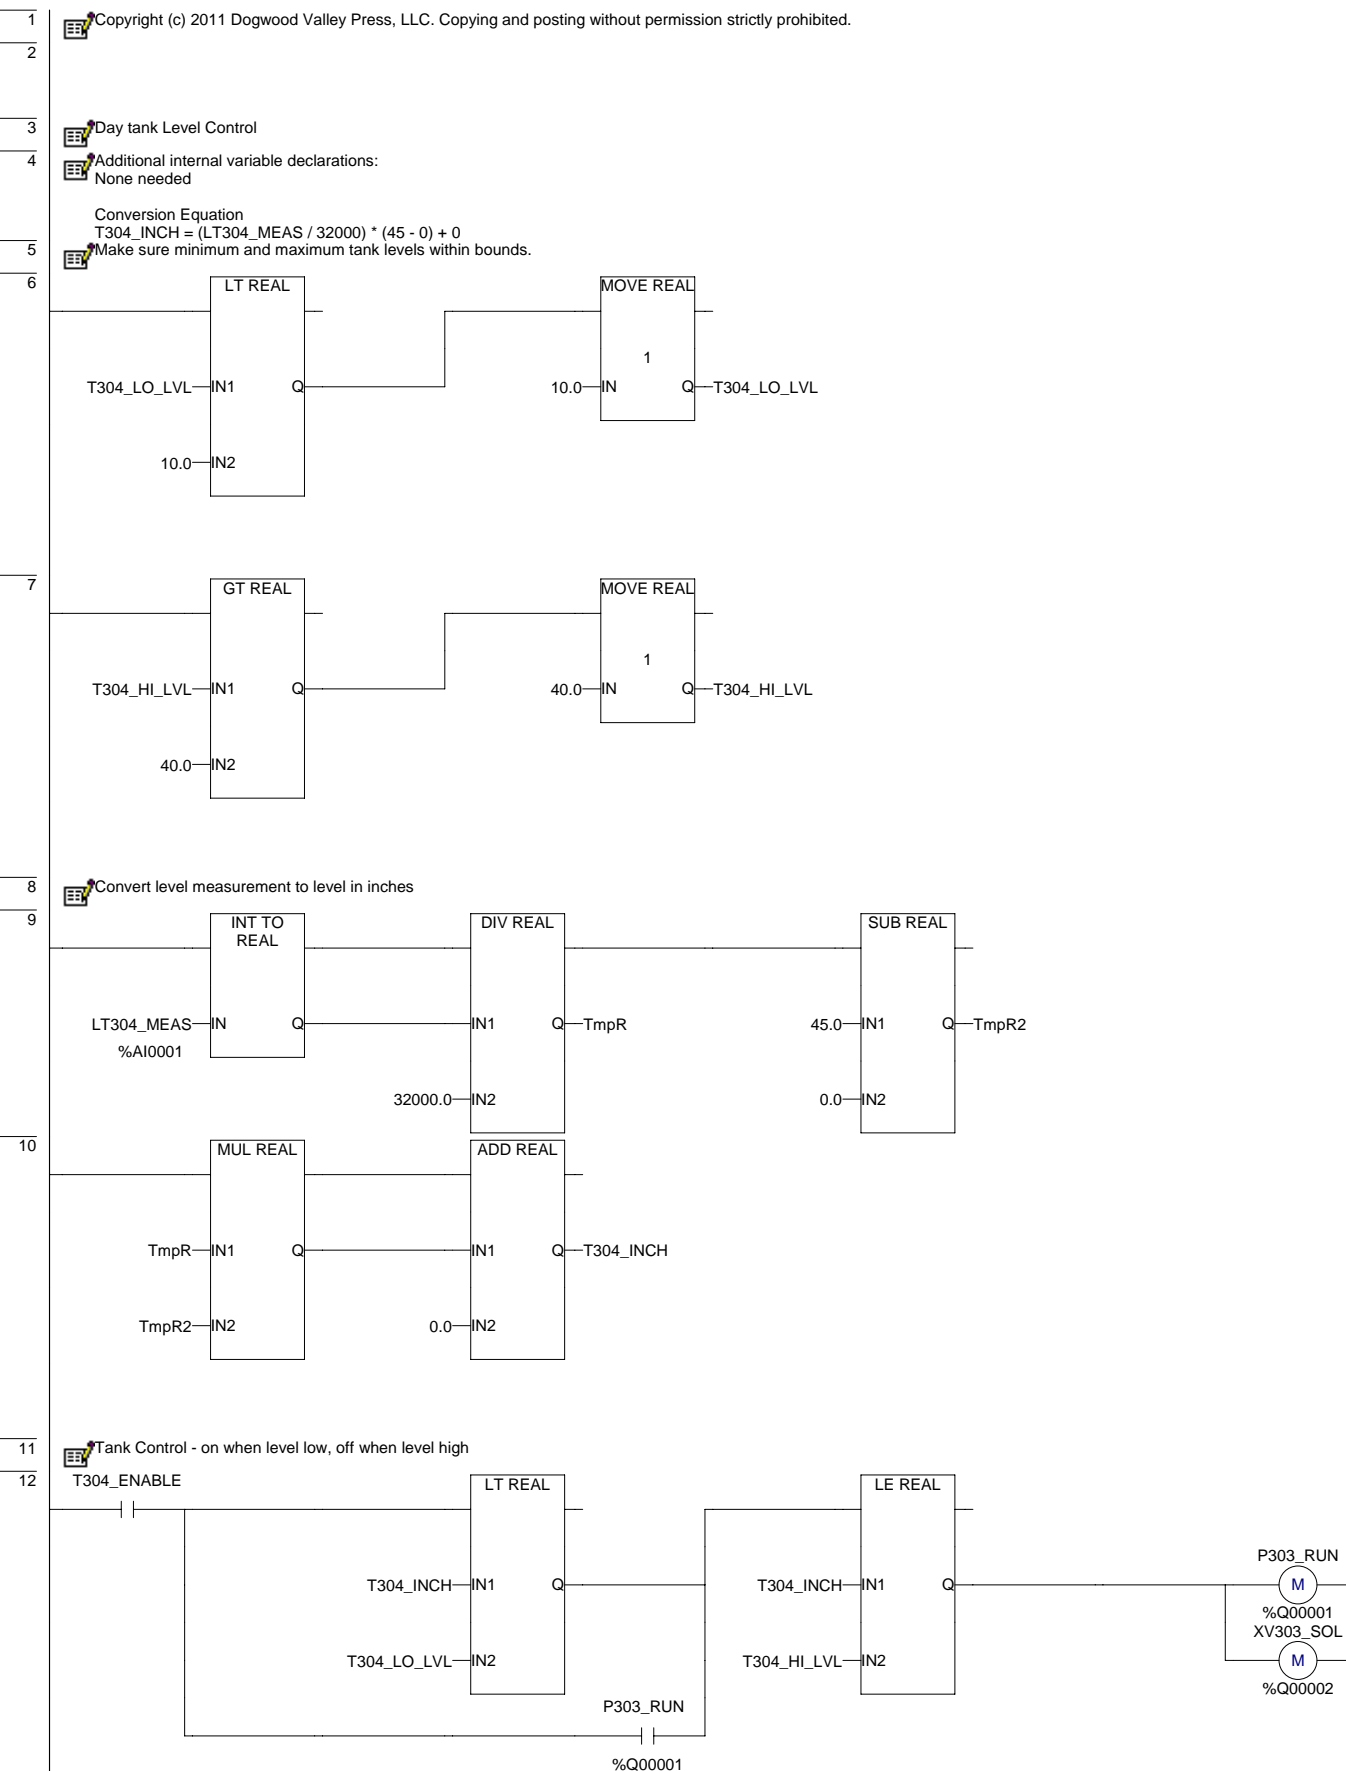 1 Copyright (c) 2011 Dogwood Valley Press, LLC. Copying and posting without permission strictly prohibited.
2
3 Day tank Level Control
4 Additional internal variable declarations:
None needed
Conversion Equation
T304_INCH = (LT304_MEAS / 32000) * (45 - 0) + 0
5 Make sure minimum and maximum tank levels within bounds.
6 LT REAL MOVE REAL
1
T304_LO_LVL IN1 Q 10.0 IN Q T304_LO_LVL
10.0 IN2
7 GT REAL MOVE REAL
1
T304_HI_LVL IN1 Q 40.0 IN Q T304_HI_LVL
40.0 IN2
8 Convert level measurement to level in inches
9 INT TO DIV REAL SUB REAL
REAL
LT304_MEAS IN Q IN1 Q TmpR 45.0 IN1 Q TmpR2
%AI0001
32000.0 IN2 0.0 IN2
10 MUL REAL ADD REAL
TmpR IN1 Q IN1 Q T304_INCH
TmpR2 IN2 0.0 IN2
11 Tank Control - on when level low, off when level high
12 T304_ENABLE LT REAL LE REAL
P303_RUN
T304_INCH IN1 Q T304_INCH IN1 Q M
%Q00001
XV303_SOL
T304_LO_LVL IN2 T304_HI_LVL IN2 M
%Q00002
P303_RUN
%Q00001